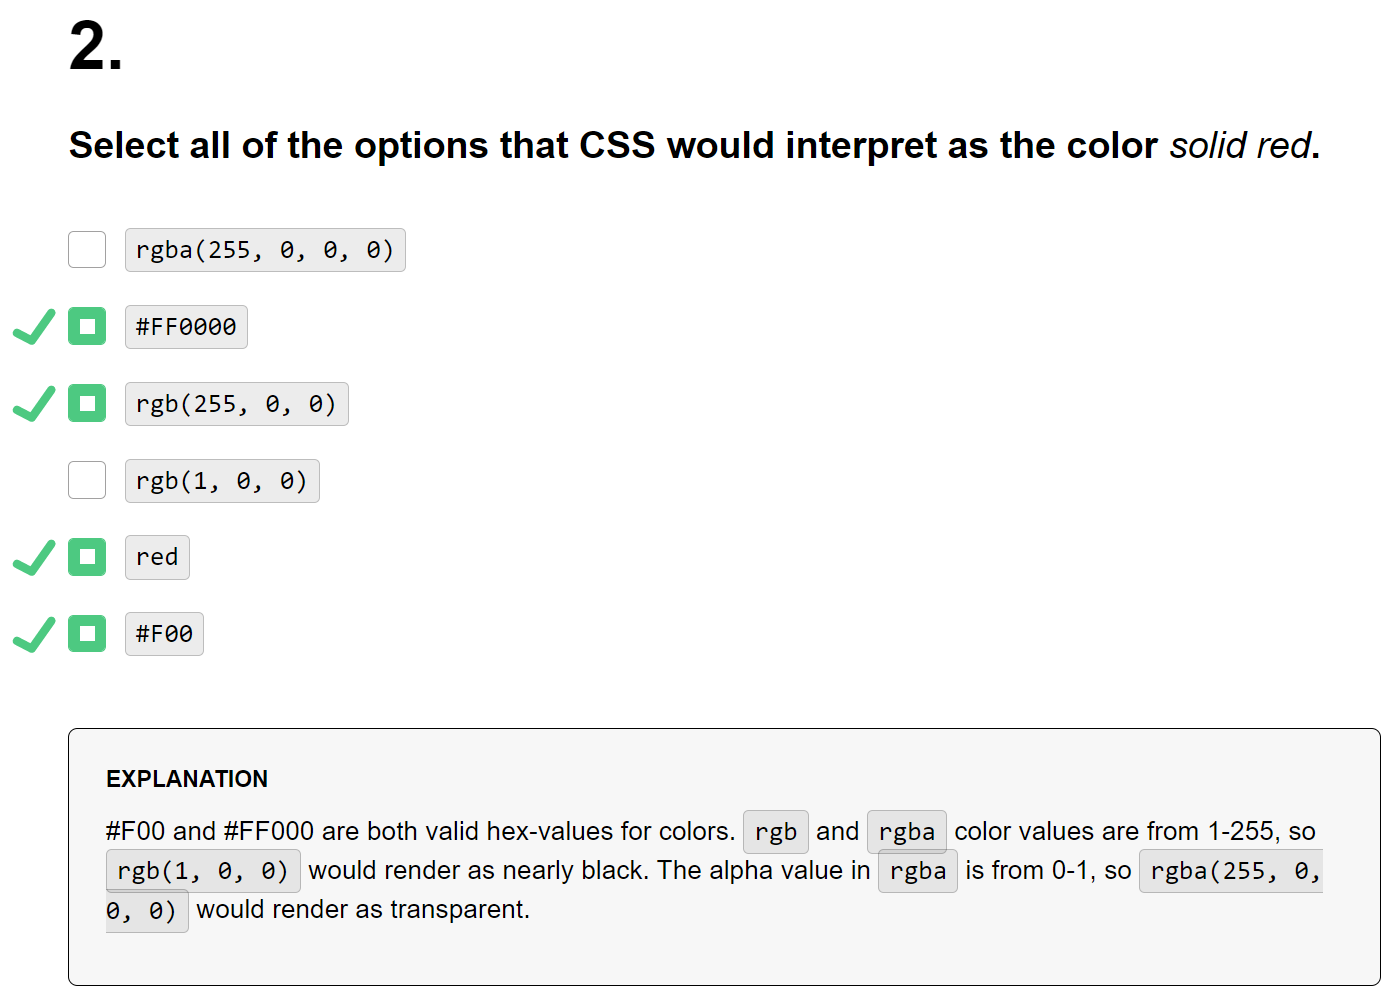 2.
Select all of the options that CSS would interpret as the color solid red.
rgba(255, 0, 0, 0)
#FF0000
rgb(255, 0, 0)
rgb(1, 0, 0)
red
#F00
EXPLANATION
#F00 and #FF000 are both valid hex-values for colors. rgb and rgba color values are from 1-255, so
rgb(1, 0, 0) would render as nearly black. The alpha value in rgba is from 0-1, so rgba(255, 0,
0, 0) would render as transparent.